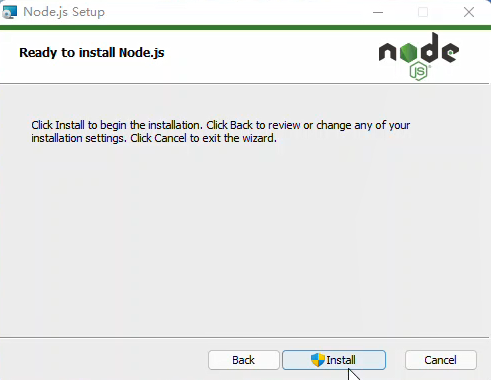 Node.js Setup
Ready to install Node.js
node
JS
Click Install to begin the installation. Click Back to review or change any of your
installation settings. Click Cancel to exit the wizard.
Back
Install
Cancel